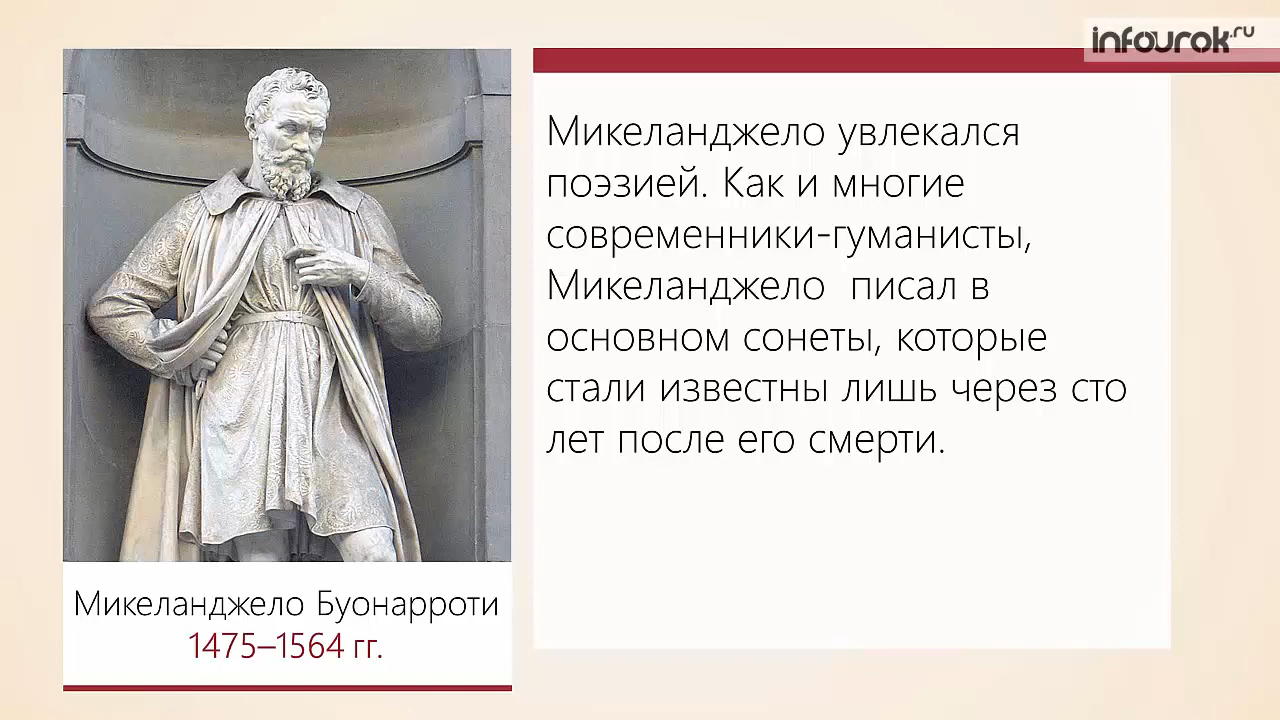 infourok.ru
Микеланджело увлекался
поэзией. Как и многие
современники-гуманисты,
Микеланджело писал в
основном сонеты, которые
стали известны лишь через сто
лет после его смерти.
Микеланджело Буонарроти
1475–1564 гг.